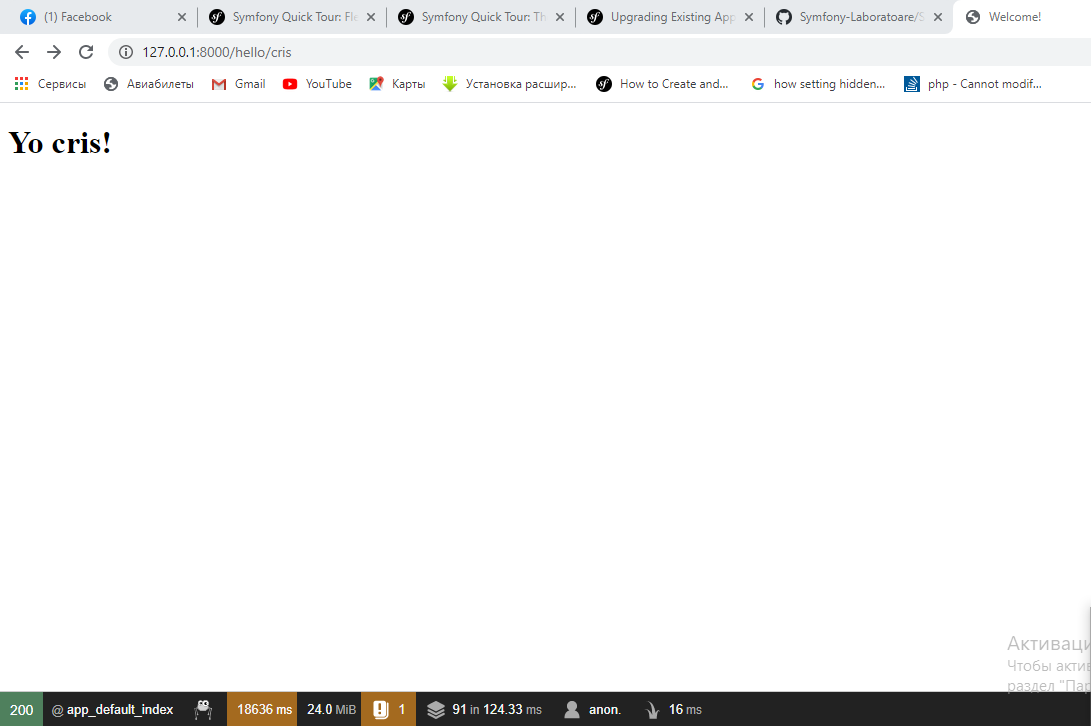 (1) Facebook
Symfony Quick Tour: Fle
Symfony Quick Tour: Th
Upgrading Existing App
Symfony-Laboratoare/S
Welcome!
127.0.0.1:8000/hello/cris
Сервисы
Авиабилеты
Gmail
YouTube
Карты
Установка расшир...
How to Create and...
how setting hidden...
php - Cannot modif...
Yo cris!
Активаци
Чтобы актив
раздел "Пар
200 @ app_default_index 18636 ms 24.0 MiB 1 91 in 124.33 ms anon. 16 ms